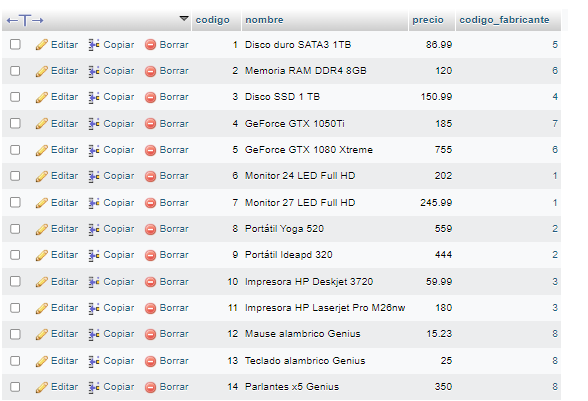 ←T→ codigo nombre precio codigo_fabricante
Editar Copiar Borrar 1 Disco duro SATA3 1TB 86.99 5
Editar Copiar Borrar 2 Memoria RAM DDR4 8GB 120 6
Editar Copiar Borrar 3 Disco SSD 1 TB 150.99 4
Editar Copiar Borrar 4 GeForce GTX 1050Ti 185 7
Editar Copiar Borrar 5 GeForce GTX 1080 Xtreme 755 6
Editar Copiar Borrar 6 Monitor 24 LED Full HD 202 1
Editar Copiar Borrar 7 Monitor 27 LED Full HD 245.99 1
Editar Copiar Borrar 8 Portátil Yoga 520 559 2
Editar Copiar Borrar 9 Portátil Ideapd 320 444 2
Editar Copiar Borrar 10 Impresora HP Deskjet 3720 59.99 3
Editar Copiar Borrar 11 Impresora HP Laserjet Pro M26nw 180 3
Editar Copiar Borrar 12 Mause alambrico Genius 15.23 8
Editar Copiar Borrar 13 Teclado alambrico Genius 25 8
Editar Copiar Borrar 14 Parlantes x5 Genius 350 8